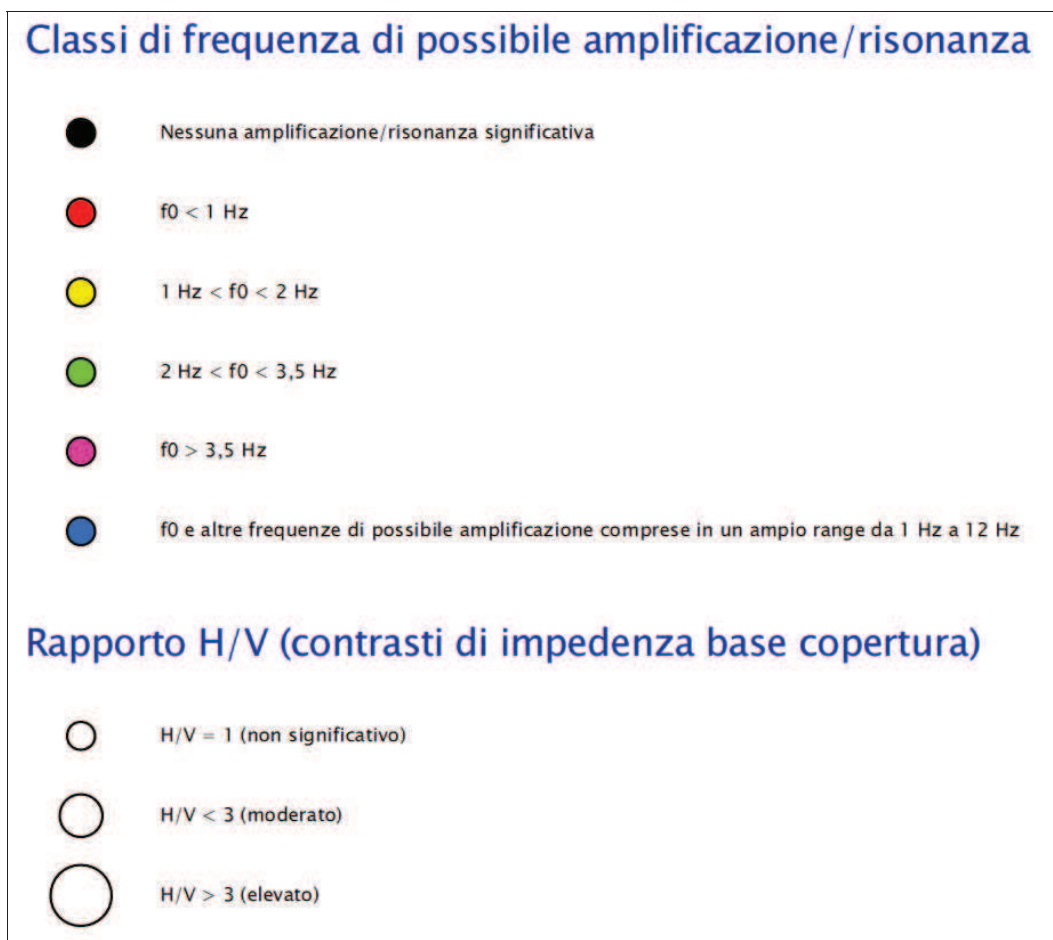 Classi di frequenza di possibile amplificazione/risonanza
Nessuna amplificazione/risonanza significativa
f0 < 1 Hz
1 Hz < f0 < 2 Hz
2 Hz < f0 < 3,5 Hz
f0 > 3,5 Hz
f0 e altre frequenze di possibile amplificazione comprese in un ampio range da 1 Hz a 12 Hz
Rapporto H/V (contrasti di impedenza base copertura)
H/V = 1 (non significativo)
H/V < 3 (moderato)
H/V > 3 (elevato)